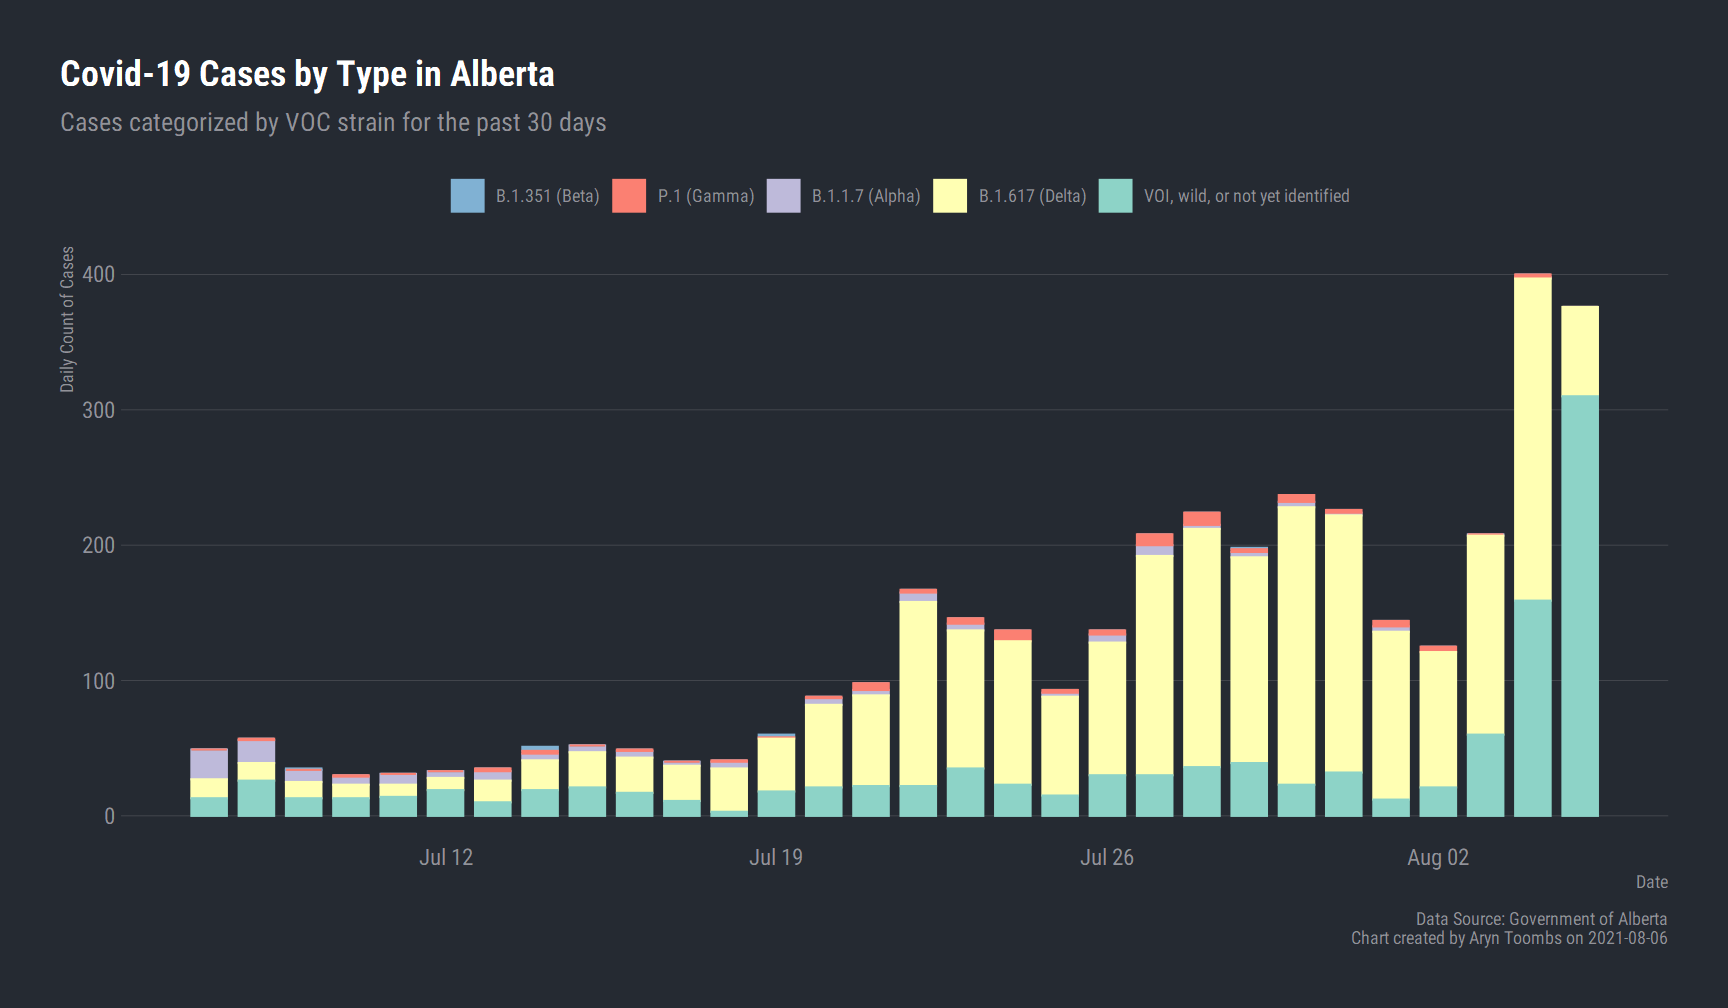 Covid-19 Cases by Type in Alberta
Cases categorized by VOC strain for the past 30 days
B.1.351 (Beta) P.1 (Gamma) B.1.1.7 (Alpha) B.1.617 (Delta) VOI, wild, or not yet identified
Daily Count of Cases
400
300
200
100
0
Jul 12 Jul 19 Jul 26 Aug 02
Date
Data Source: Government of Alberta
Chart created by Aryn Toombs on 2021-08-06